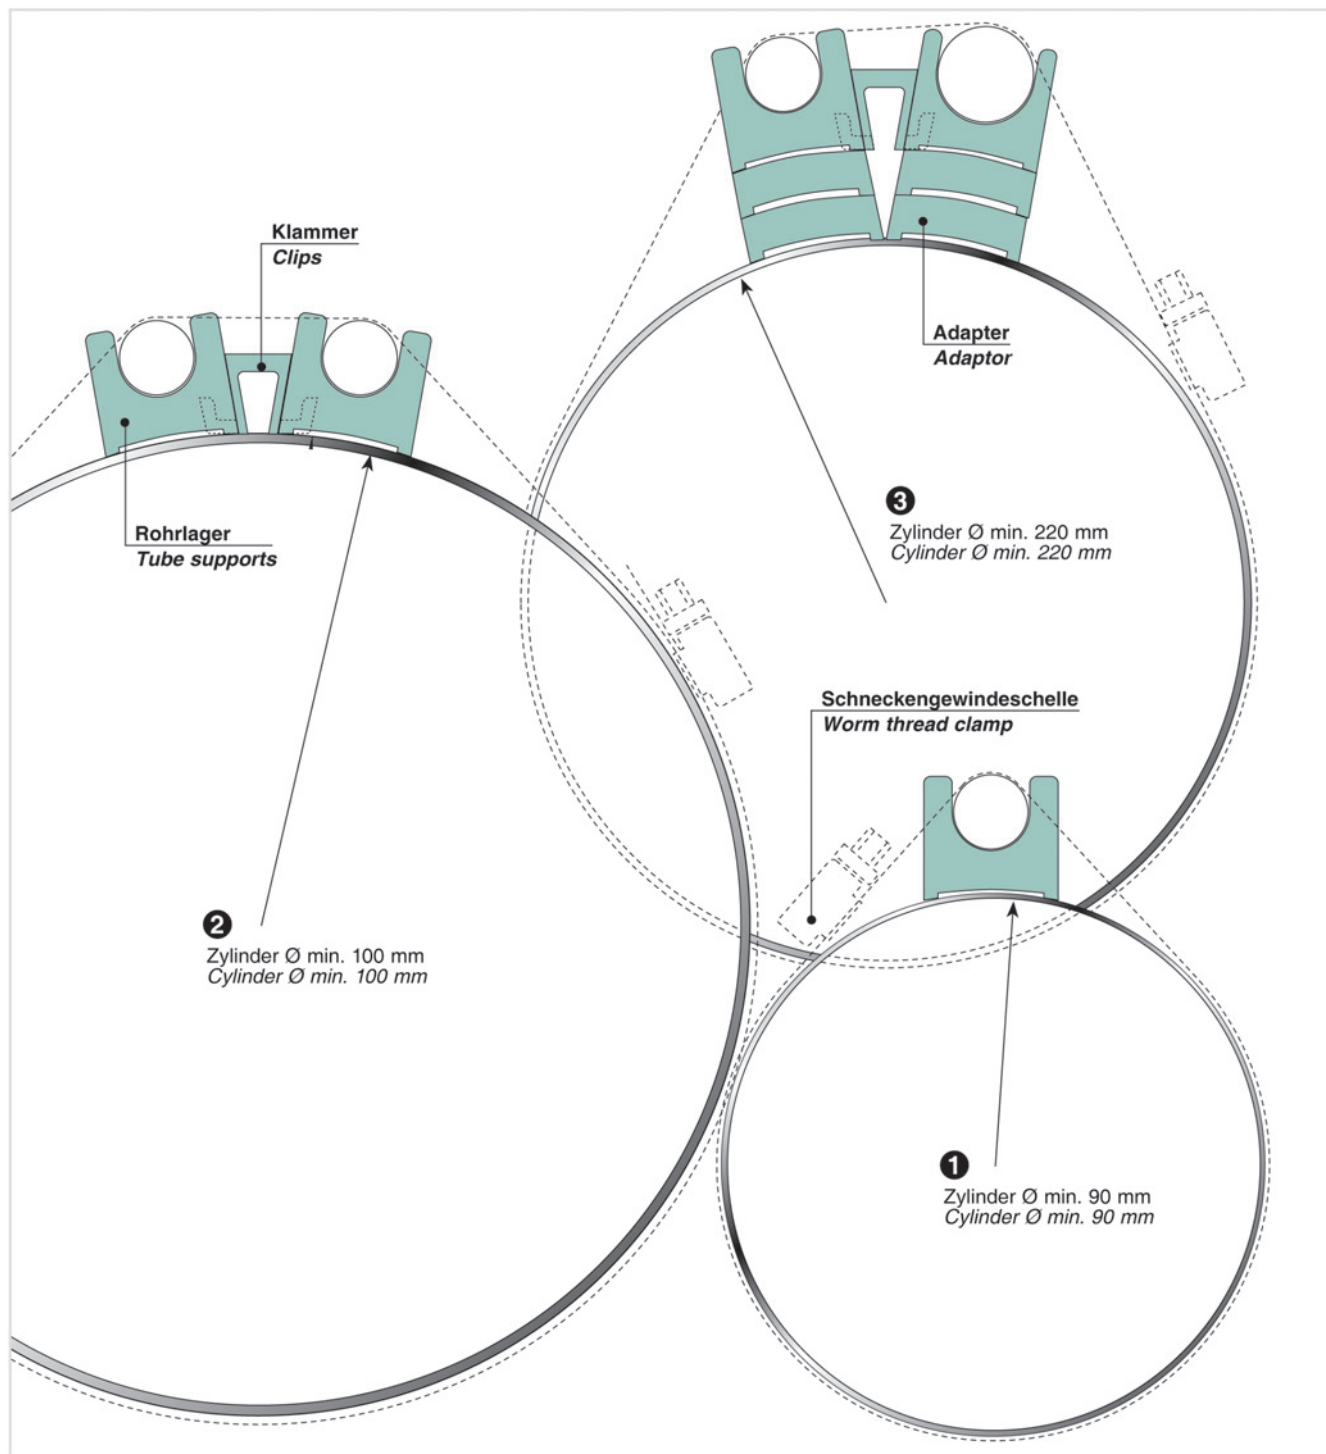 Klammer
Clips
Adapter
Adaptor
3
Zylinder Ø min. 220 mm
Cylinder Ø min. 220 mm
Rohrlager
Tube supports
Schneckengewindeschelle
Worm thread clamp
2
Zylinder Ø min. 100 mm
Cylinder Ø min. 100 mm
1
Zylinder Ø min. 90 mm
Cylinder Ø min. 90 mm